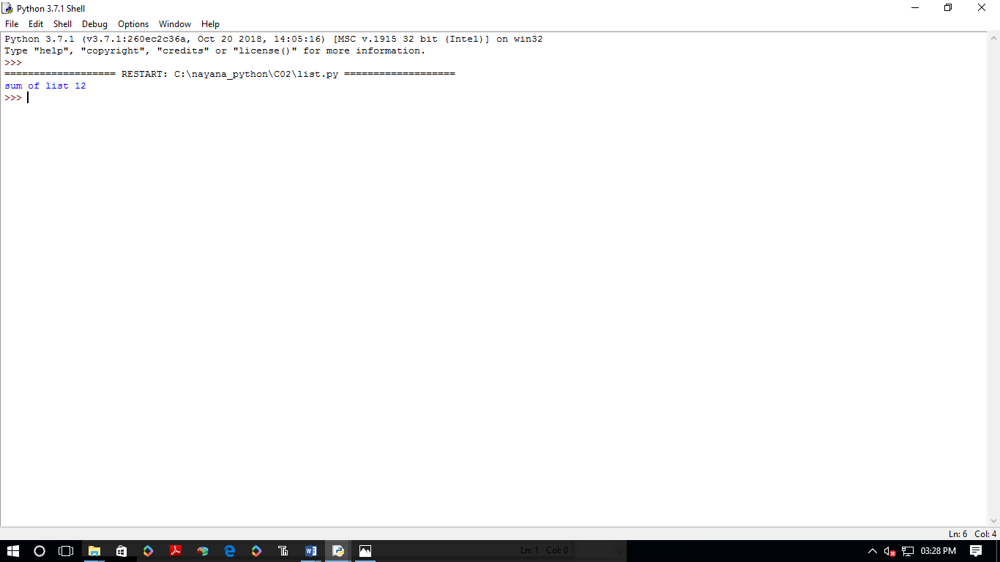 Python 3.7.1 Shell
File Edit Shell Debug Options Window Help
Python 3.7.1 (v3.7.1:260ec2c36a, Oct 20 2018, 14:05:16) [MSC v.1915 32 bit (Intel)] on win32
Type "help", "copyright", "credits" or "license()" for more information.
>>>
=================== RESTART: C:\nayana_python\C02\list.py ===================
sum of list 12
>>>
Ln: 6 Col: 4
Ln: 1 Col: 0
03:28 PM